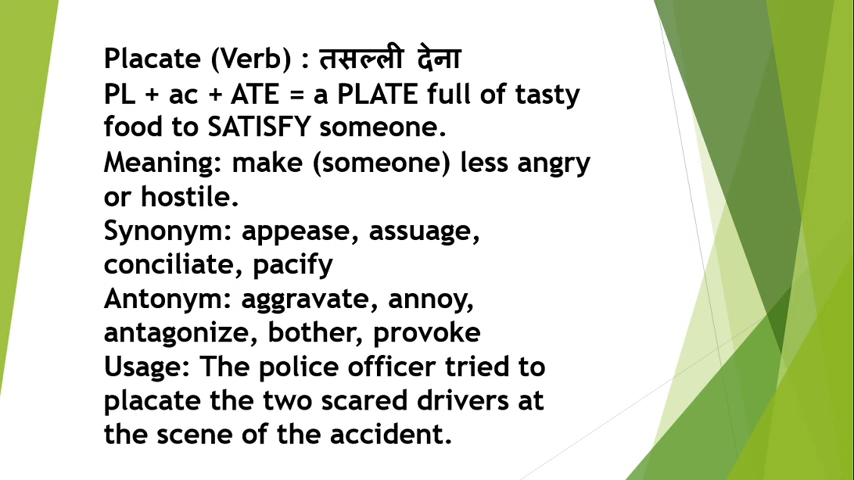 Placate (Verb) : तसल्ली देना
PL + ac + ATE = a PLATE full of tasty
food to SATISFY someone.
Meaning: make (someone) less angry
or hostile.
Synonym: appease, assuage,
conciliate, pacify
Antonym: aggravate, annoy,
antagonize, bother, provoke
Usage: The police officer tried to
placate the two scared drivers at
the scene of the accident.